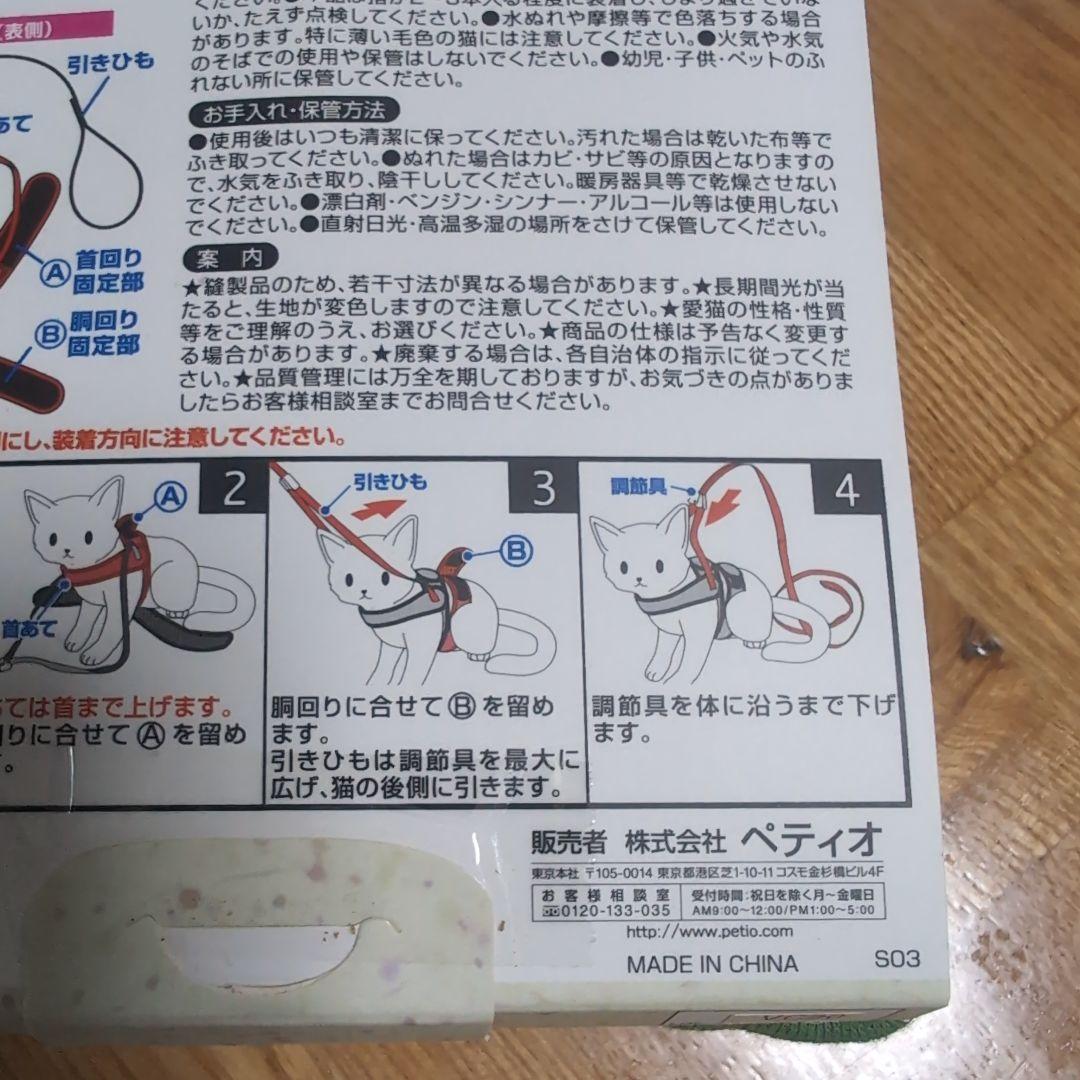 に装着し、
いか、たえず点検してください。●水ぬれや摩擦等で色落ちする場合
があります。特に薄い毛色の猫には注意してください。●火気や水気
のそばでの使用や保管はしないでください。●幼児・子供・ペットのふ
れない所に保管してください。
(表側)
引きひも
あて
Ⓐ首回り
固定部
Ⓑ胴回り
固定部
お手入れ・保管方法
●使用後はいつも清潔に保ってください。汚れた場合は乾いた布等で
ふき取ってください。●ぬれた場合はカビ・サビ等の原因となりますの
で、水気をふき取り、陰干ししてください。暖房器具等で乾燥させない
でください。●漂白剤・ベンジン・シンナー・アルコール等は使用しない
でください。●直射日光・高温多湿の場所をさけて保管してください。
案 内
★縫製品のため、若干寸法が異なる場合があります。★長期間光が当
たると、生地が変色しますので注意してください。★愛猫の性格・性質
等をご理解のうえ、お選びください。★商品の仕様は予告なく変更す
る場合があります。★廃棄する場合は、各自治体の指示に従ってくだ
さい。★品質管理には万全を期しておりますが、お気づきの点がありま
したらお客様相談室までお問合せください。
にし、装着方向に注意してください。
2
Ⓐ
首あて
ては首まで上げます。
りに合せてⒶを留め
。
3
引きひも
Ⓑ
胴回りに合せてⒷを留め
ます。
引きひもは調節具を最大に
広げ、猫の後側に引きます。
4
調節具
調節具を体に沿うまで下げ
ます。
販売者 株式会社 ペティオ
東京本社 〒105-0014 東京都港区芝1-10-11 コスモ金杉橋ビル4F
お客様相談室
0120-133-035
受付時間:祝日を除く月~金曜日
AM9:00~12:00/PM1:00~5:00
http://www.petio.com
MADE IN CHINA
S03